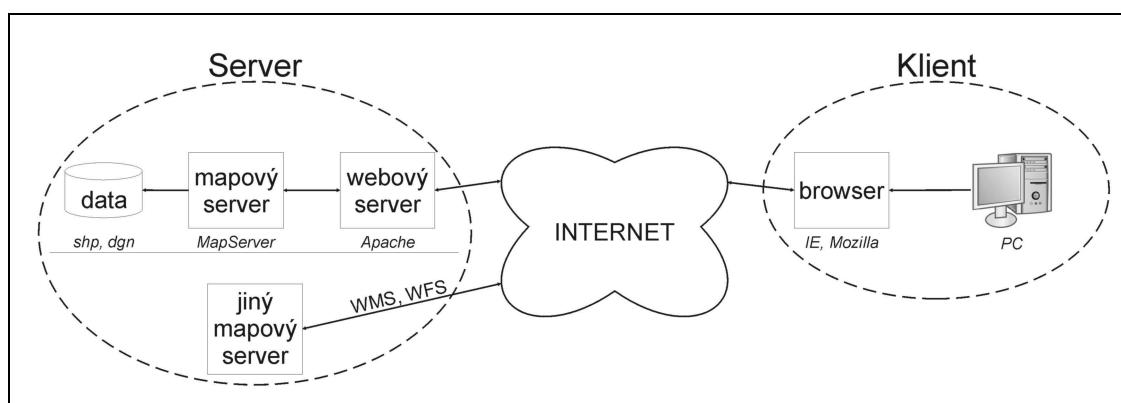 Server
Klient
data
mapový
server
webový
server
INTERNET
browser
shp, dgn
MapServer
Apache
IE, Mozilla
PC
WMS, WFS
jiný
mapový
server